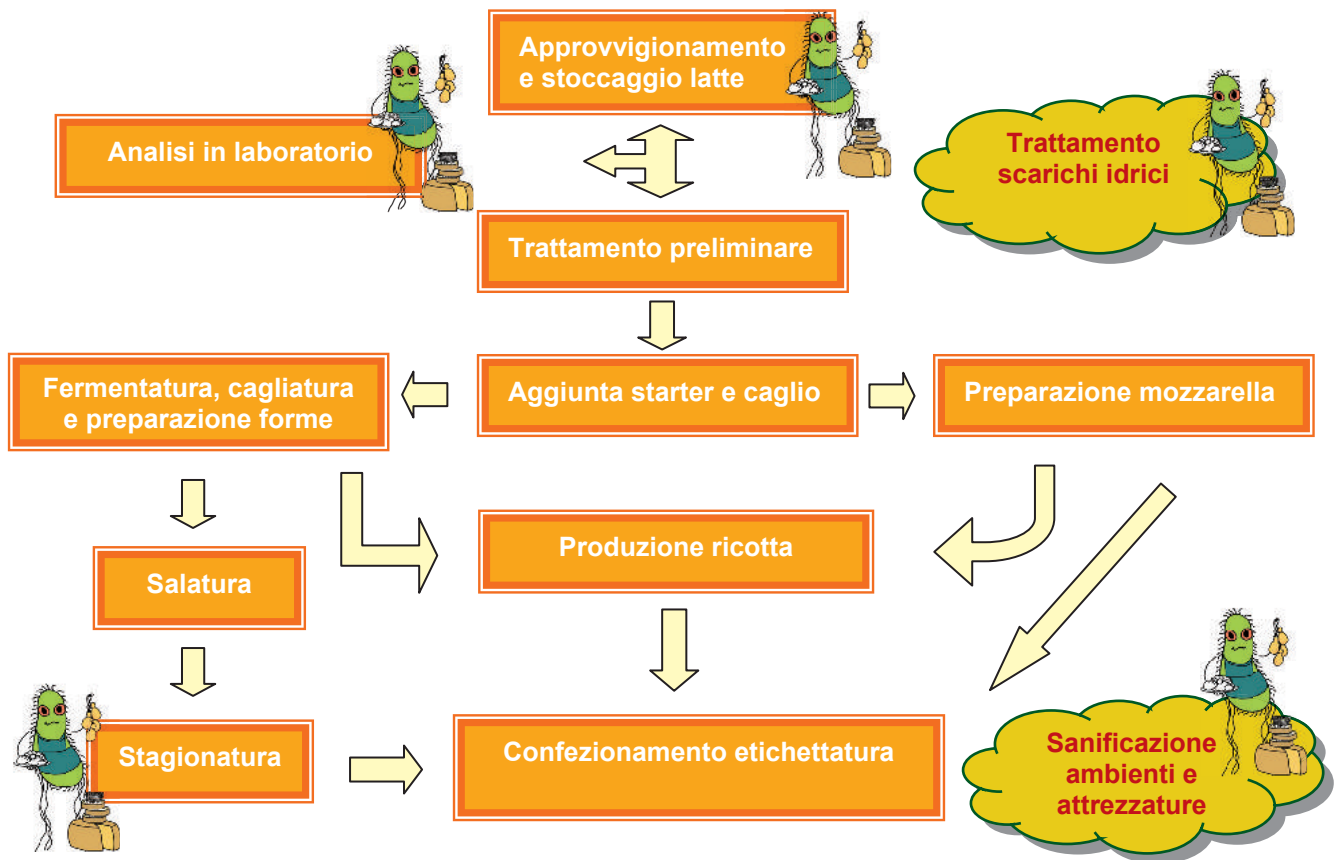 Approvvigionamento
e stoccaggio latte
Analisi in laboratorio
Trattamento
scarichi idrici
Trattamento preliminare
Fermentatura, cagliatura
e preparazione forme
Aggiunta starter e caglio
Preparazione mozzarella
Produzione ricotta
Salatura
Stagionatura
Confezionamento etichettatura
Sanificazione
ambienti e
attrezzature